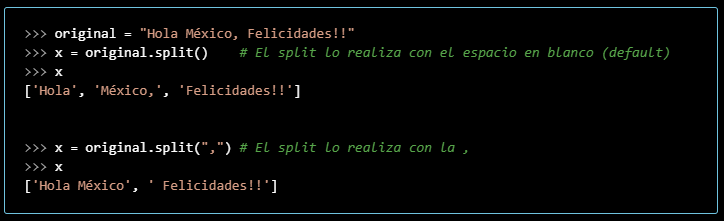 >>> original = "Hola México, Felicidades!!"
>>> x = original.split()    # El split lo realiza con el espacio en blanco (default)
>>> x
['Hola', 'México,', 'Felicidades!!']
>>> x = original.split(",") # El split lo realiza con la ,
>>> x
['Hola México', ' Felicidades!!']